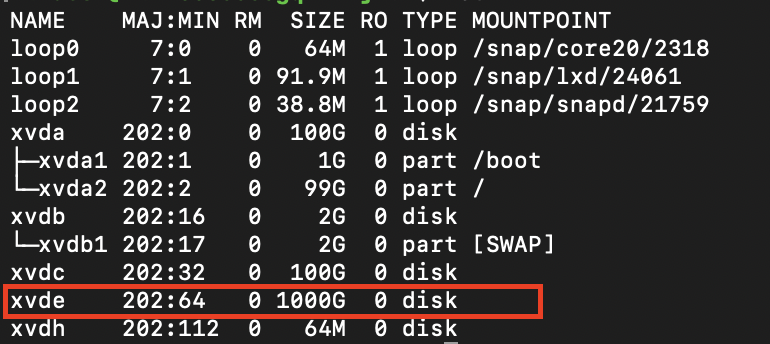 NAME MAJ:MIN RM SIZE RO TYPE MOUNTPOINT
loop0 7:0 0 64M 1 loop /snap/core20/2318
loop1 7:1 0 91.9M 1 loop /snap/lxd/24061
loop2 7:2 0 38.8M 1 loop /snap/snapd/21759
xvda 202:0 0 100G 0 disk
├─xvda1 202:1 0 1G 0 part /boot
└─xvda2 202:2 0 99G 0 part /
xvdb 202:16 0 2G 0 disk
└─xvdb1 202:17 0 2G 0 part [SWAP]
xvdc 202:32 0 100G 0 disk
xvde 202:64 0 1000G 0 disk
xvdh 202:112 0 64M 0 disk